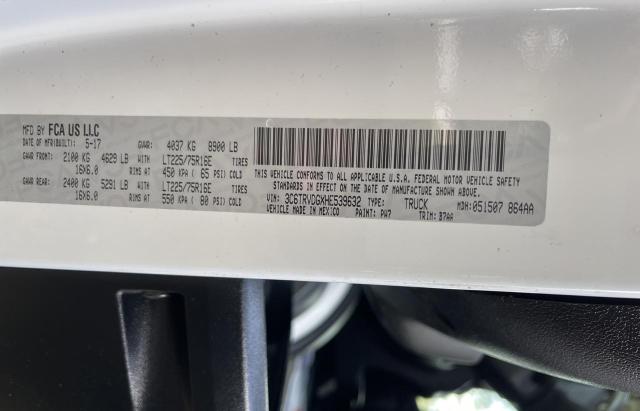 MFD BY FCA US LLC
DATE OF MFR(BUILT): 5-17 GVWR: 4037 KG 8900 LB
GAWR FRONT: 2100 KG 4629 LB WITH LT225/75R16E TIRES
16X6.0 RIMS AT 450 KPA ( 65 PSI) COLD
GAWR REAR: 2400 KG 5291 LB WITH LT225/75R16E TIRES
16X6.0 RIMS AT 550 KPA ( 80 PSI) COLD
THIS VEHICLE CONFORMS TO ALL APPLICABLE U.S.A. FEDERAL MOTOR VEHICLE SAFETY
STANDARDS IN EFFECT ON THE DATE OF MANUFACTURE SHOWN ABOVE.
VIN: 3C6TRVDGXHE539632 TYPE: TRUCK MDH: 051507 864AA
VEHICLE MADE IN MEXICO PAINT: PW7 TRIM: B7AA